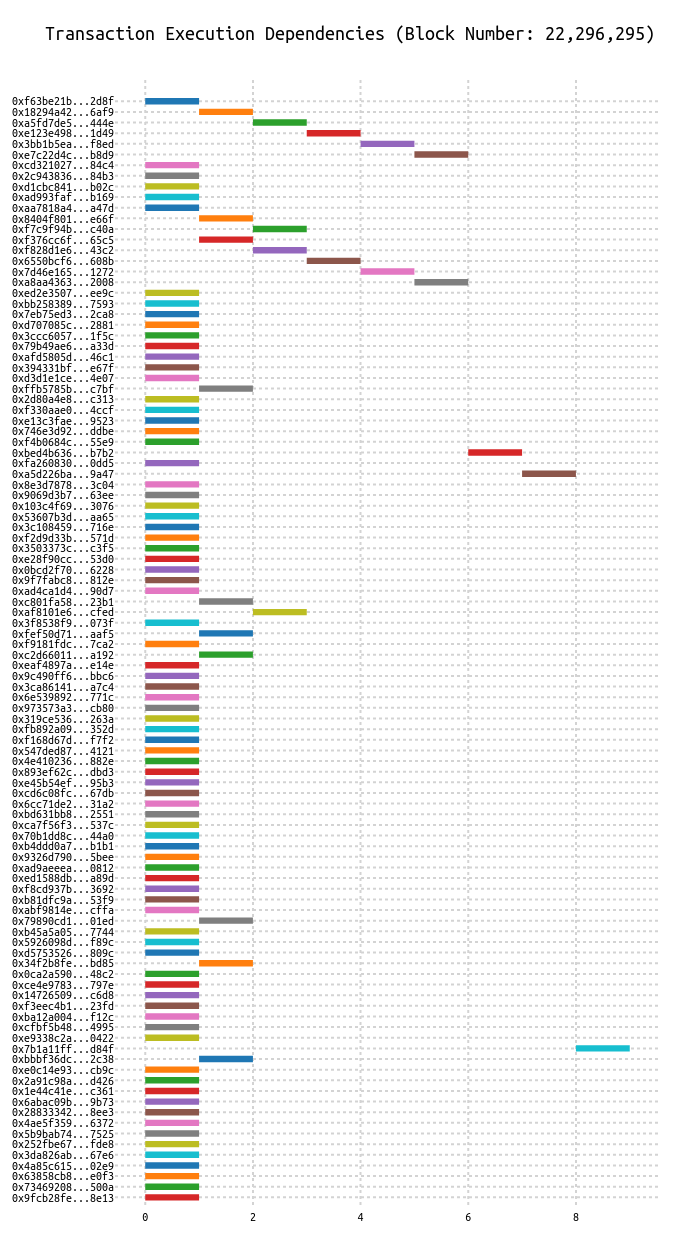 Transaction Execution Dependencies (Block Number: 22,296,295)
0xf63be21b...2d8f
0x18294a42...6af9
0xa5fd7de5...444e
0xe123e498...1d49
0x3bb1b5ea...f8ed
0xe7c22d4c...b8d9
0xcd321027...84c4
0x2c943836...84b3
0xd1cbc841...b02c
0xad993faf...b169
0xaa7818a4...a47d
0x8404f801...e66f
0xf7c9f94b...c40a
0xf376cc6f...65c5
0xf828d1e6...43c2
0x6550bcf6...608b
0x7d46e165...1272
0xa8aa4363...2008
0xed2e3507...ee9c
0xbb258389...7593
0x7eb75ed3...2ca8
0xd707085c...2881
0x3ccc6057...1f5c
0x79b49ae6...a33d
0xafd5805d...46c1
0x394331bf...e67f
0xd3d1e1ce...4e07
0xffb5785b...c7bf
0x2d80a4e8...c313
0xf330aae0...4ccf
0xe13c3fae...9523
0x746e3d92...ddbe
0xf4b0684c...55e9
0xbed4b636...b7b2
0xfa260830...0dd5
0xa5d226ba...9a47
0x8e3d7878...3c04
0x9069d3b7...63ee
0x103c4f69...3076
0x53607b3d...aa65
0x3c108459...716e
0xf2d9d33b...571d
0x3503373c...c3f5
0xe28f90cc...53d0
0x0bcd2f70...6228
0x9f7fabc8...812e
0xad4ca1d4...90d7
0xc801fa58...23b1
0xaf8101e6...cfed
0x3f8538f9...073f
0xfef50d71...aaf5
0xf9181fdc...7ca2
0xc2d66011...a192
0xeaf4897a...e14e
0x9c490ff6...bbc6
0x3ca86141...a7c4
0x6e539892...771c
0x973573a3...cb80
0x319ce536...263a
0xfb892a09...352d
0xf168d67d...f7f2
0x547ded87...4121
0x4e410236...882e
0x893ef62c...dbd3
0xe45b54ef...95b3
0xcd6c08fc...67db
0x6cc71de2...31a2
0xbd631bb8...2551
0xca7f56f3...537c
0x70b1dd8c...44a0
0xb4ddd0a7...b1b1
0x9326d790...5bee
0xad9aeeea...0812
0xed1588db...a89d
0xf8cd937b...3692
0xb81dfc9a...53f9
0xabf9814e...cffa
0x79890cd1...01ed
0xb45a5a05...7744
0x5926098d...f89c
0xd5753526...809c
0x34f2b8fe...bd85
0x0ca2a590...48c2
0xce4e9783...797e
0x14726509...c6d8
0xf3eec4b1...23fd
0xba12a004...f12c
0xcfbf5b48...4995
0xe9338c2a...0422
0x7b1a11ff...d84f
0xbbbf36dc...2c38
0xe0c14e93...cb9c
0x2a91c98a...d426
0x1e44c41e...c361
0x6abac09b...9b73
0x28833342...8ee3
0x4ae5f359...6372
0x5b9bab74...7525
0x252fbe67...fde8
0x3da826ab...67e6
0x4a85c615...02e9
0x63858cb8...e0f3
0x73469208...500a
0x9fcb28fe...8e13
0 2 4 6 8